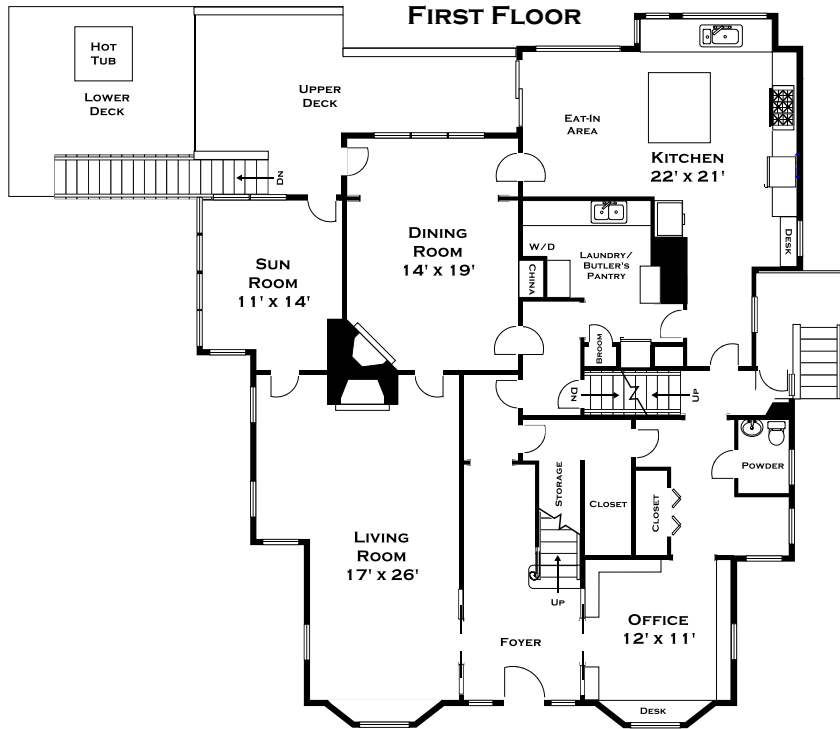 FIRST FLOOR
HOT
TUB
LOWER
DECK
UPPER
DECK
EAT-IN
AREA
KITCHEN
22' X 21'
DN
DINING
ROOM
14' X 19'
SUN
ROOM
11' X 14'
W/D
LAUNDRY/
BUTLER'S
PANTRY
CHINA
DESK
BROOM
DN
UP
POWDER
STORAGE
CLOSET
CLOSET
LIVING
ROOM
17' X 26'
UP
FOYER
OFFICE
12' X 11'
DESK